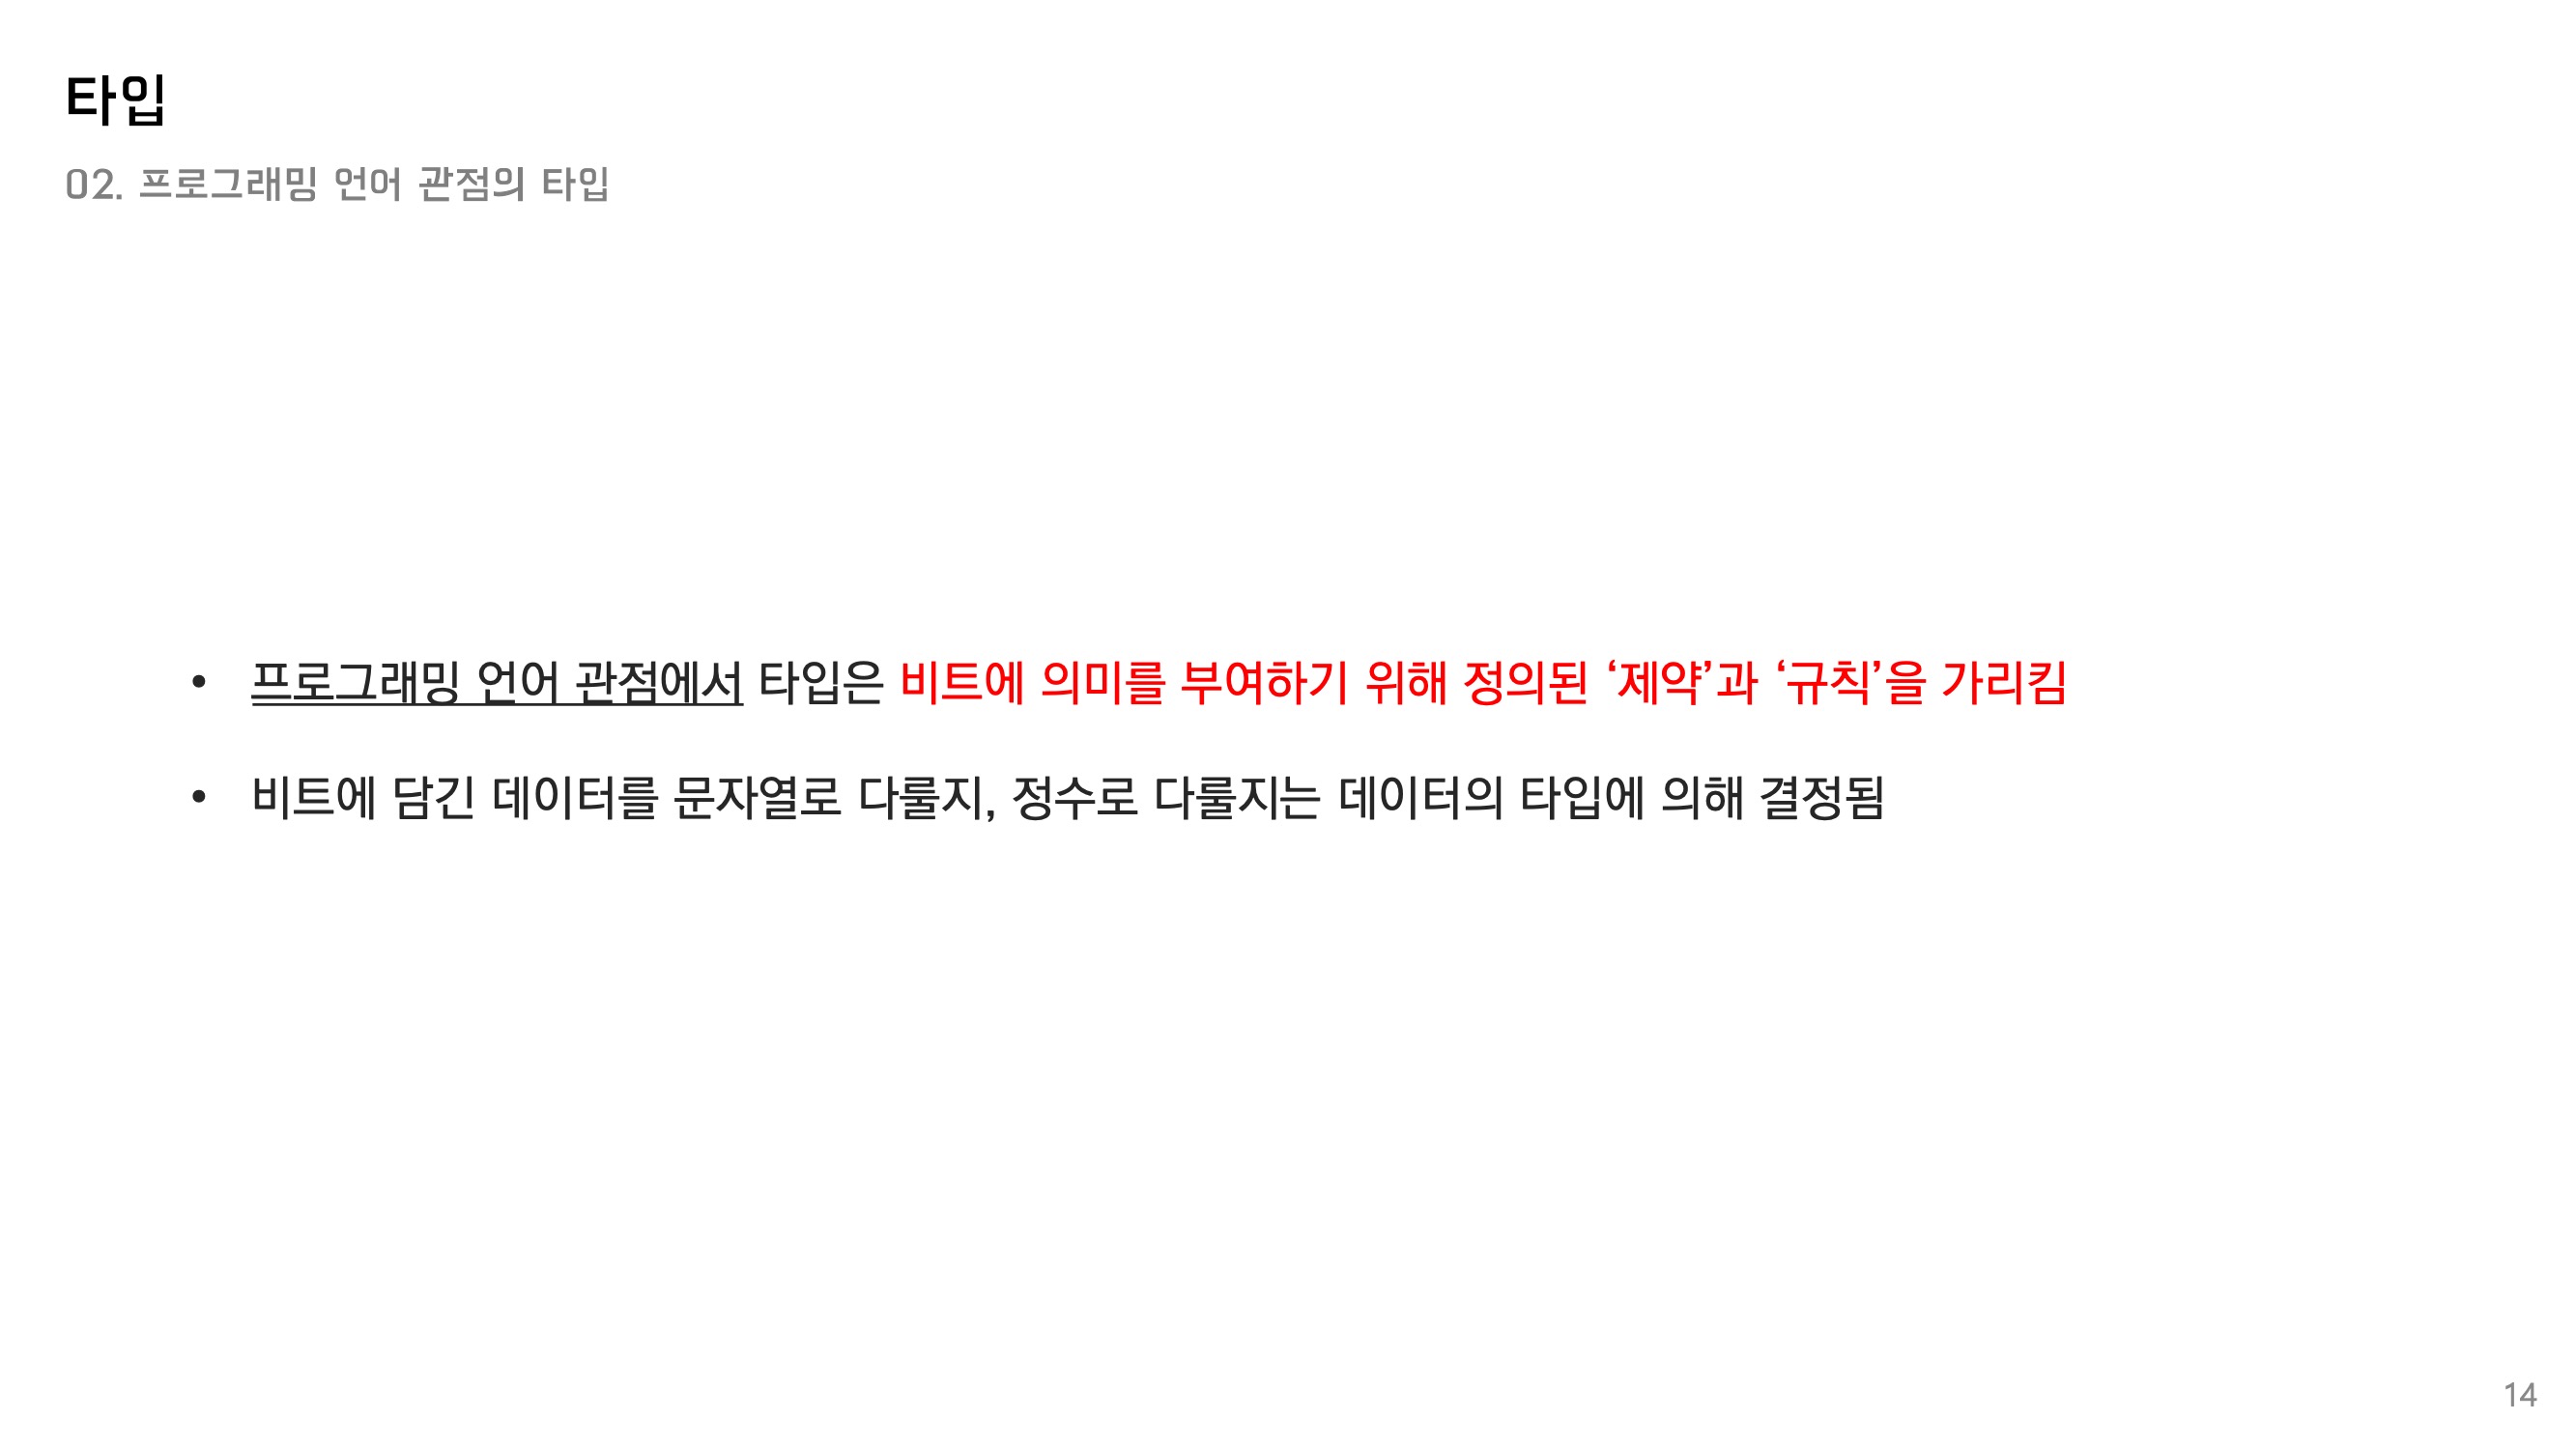 타입
02. 프로그래밍 언어 관점의 타입
• 프로그래밍 언어 관점에서 타입은 비트에 의미를 부여하기 위해 정의된 ‘제약’과 ‘규칙’을 가리킴
• 비트에 담긴 데이터를 문자열로 다룰지, 정수로 다룰지는 데이터의 타입에 의해 결정됨
14